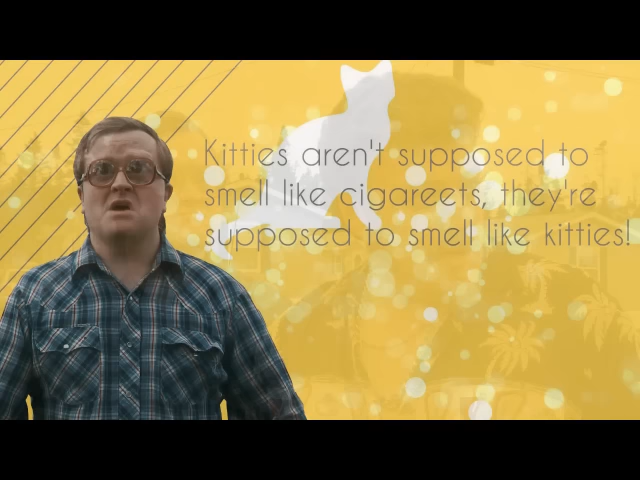 Kitties aren't supposed to
smell like cigareets, they're
supposed to smell like kitties!